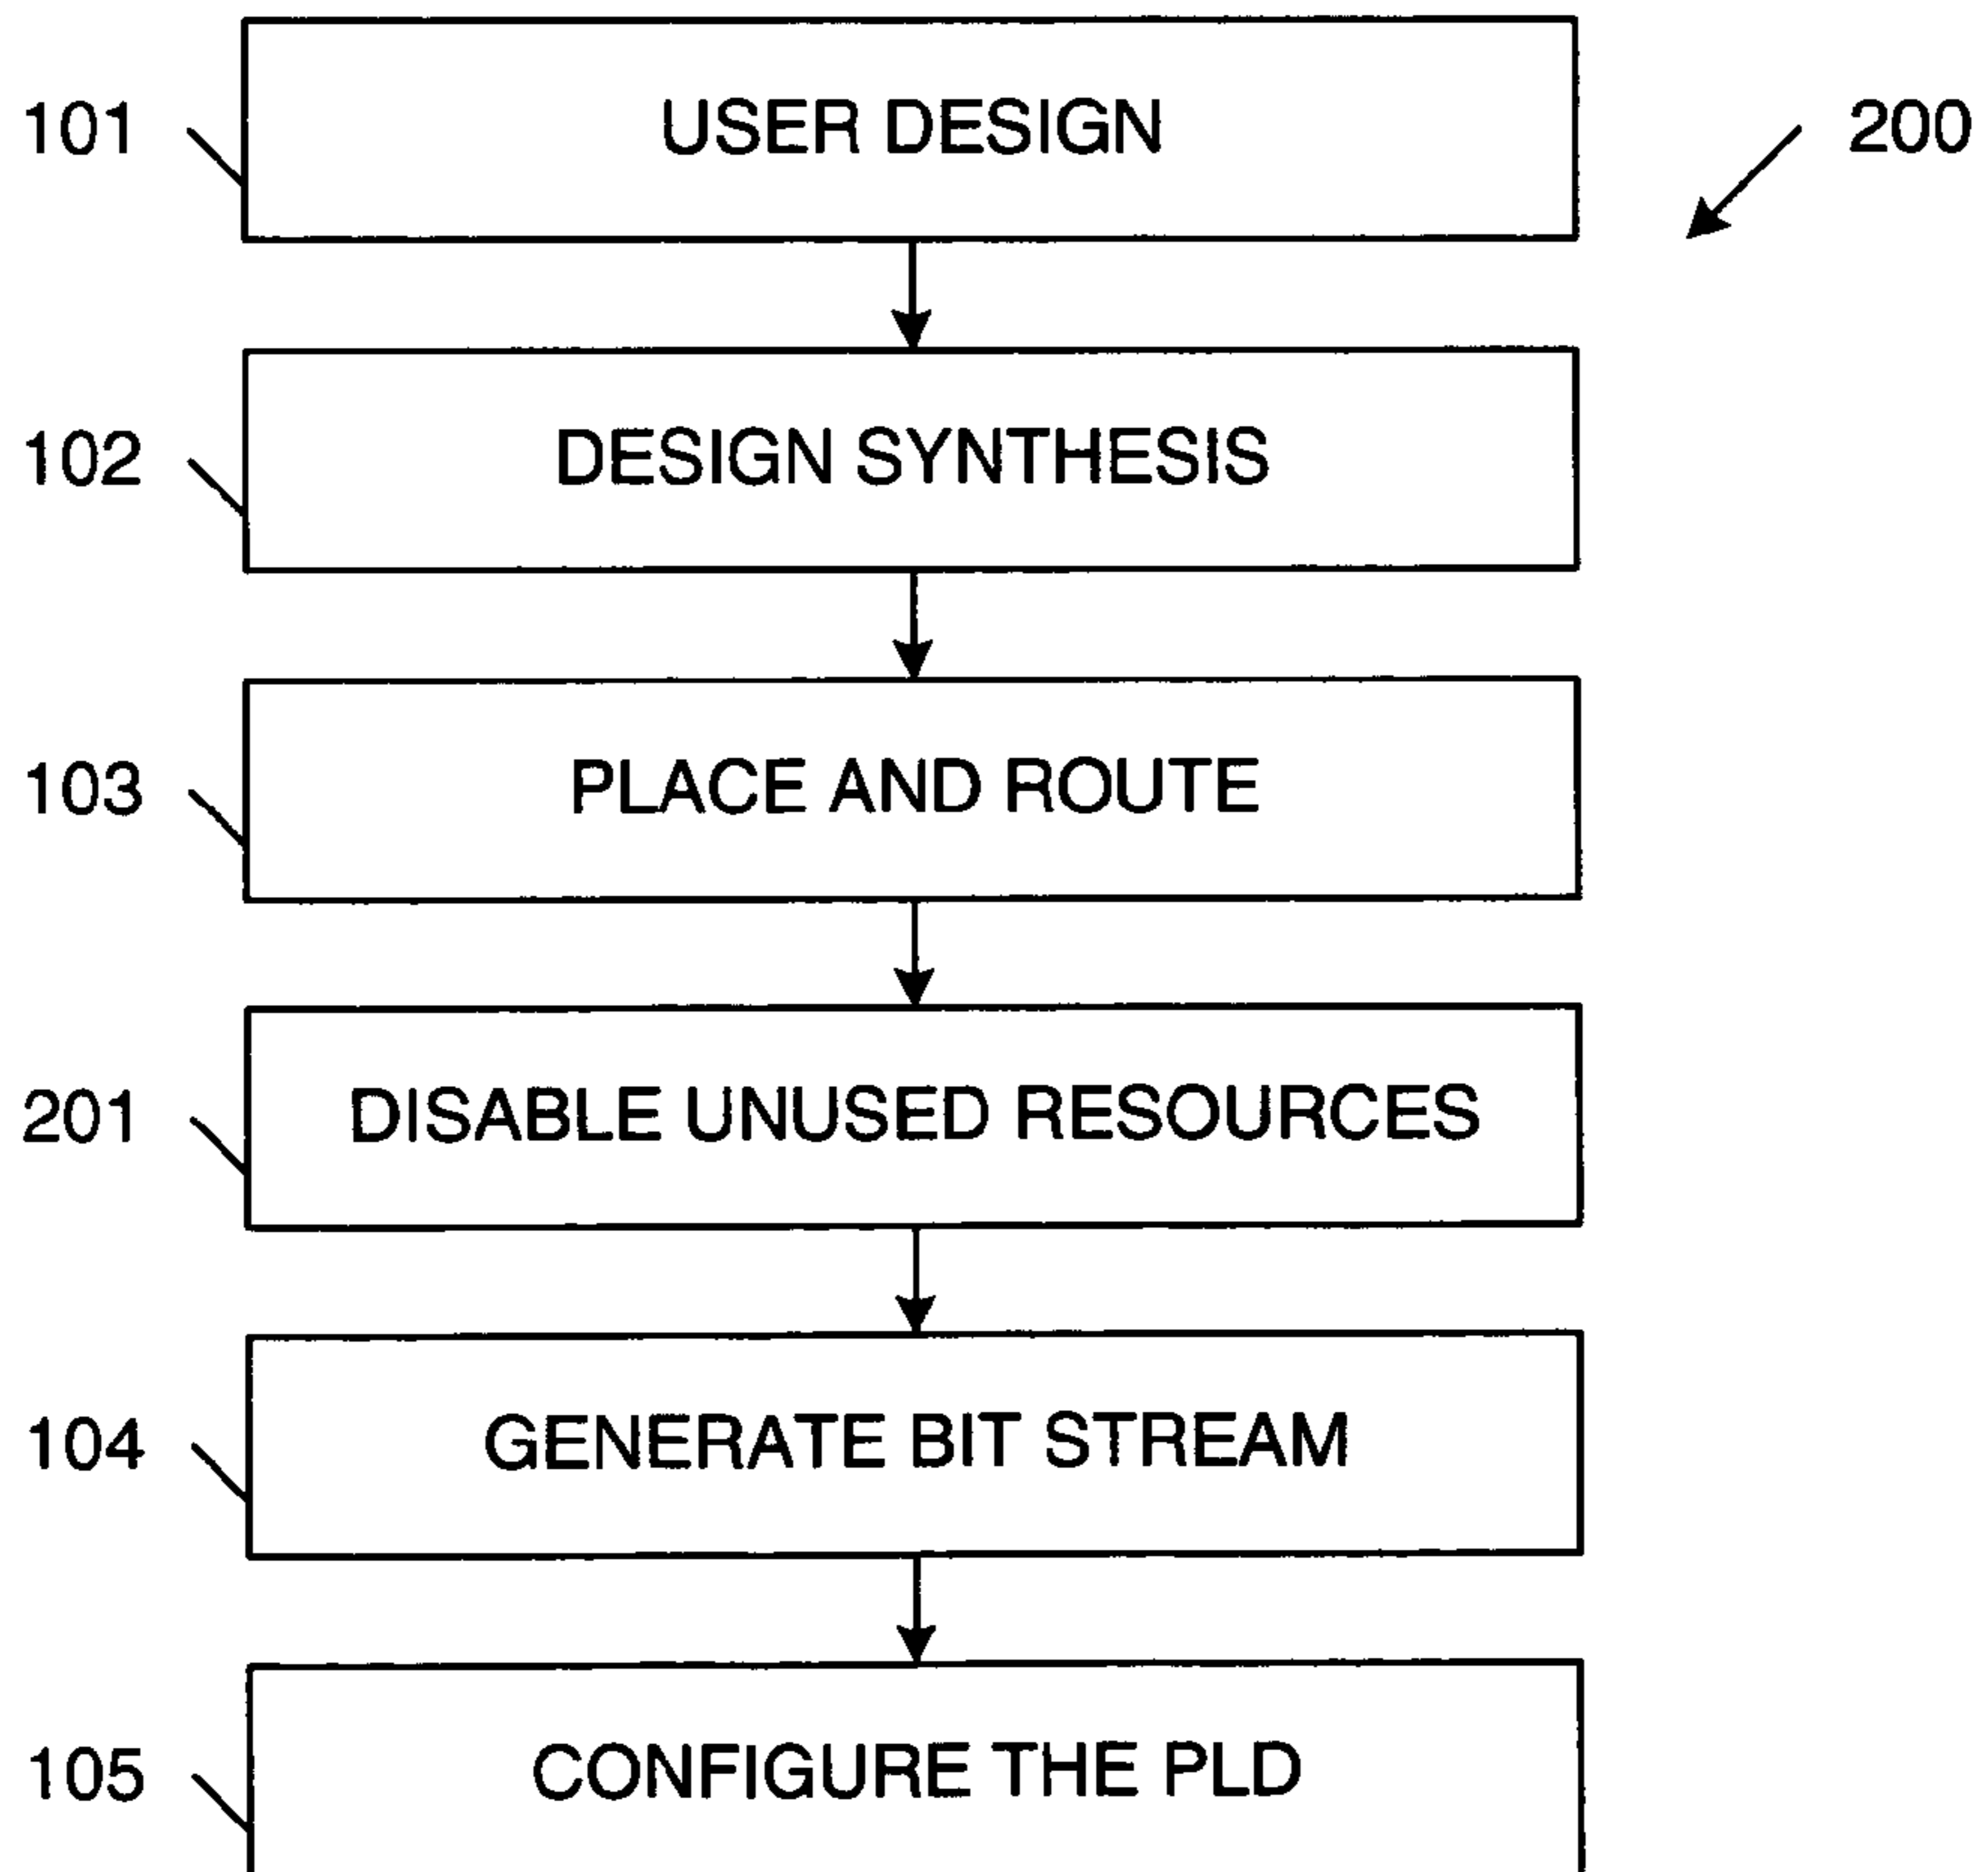 101 USER DESIGN 200
102 DESIGN SYNTHESIS
103 PLACE AND ROUTE
201 DISABLE UNUSED RESOURCES
104 GENERATE BIT STREAM
105 CONFIGURE THE PLD